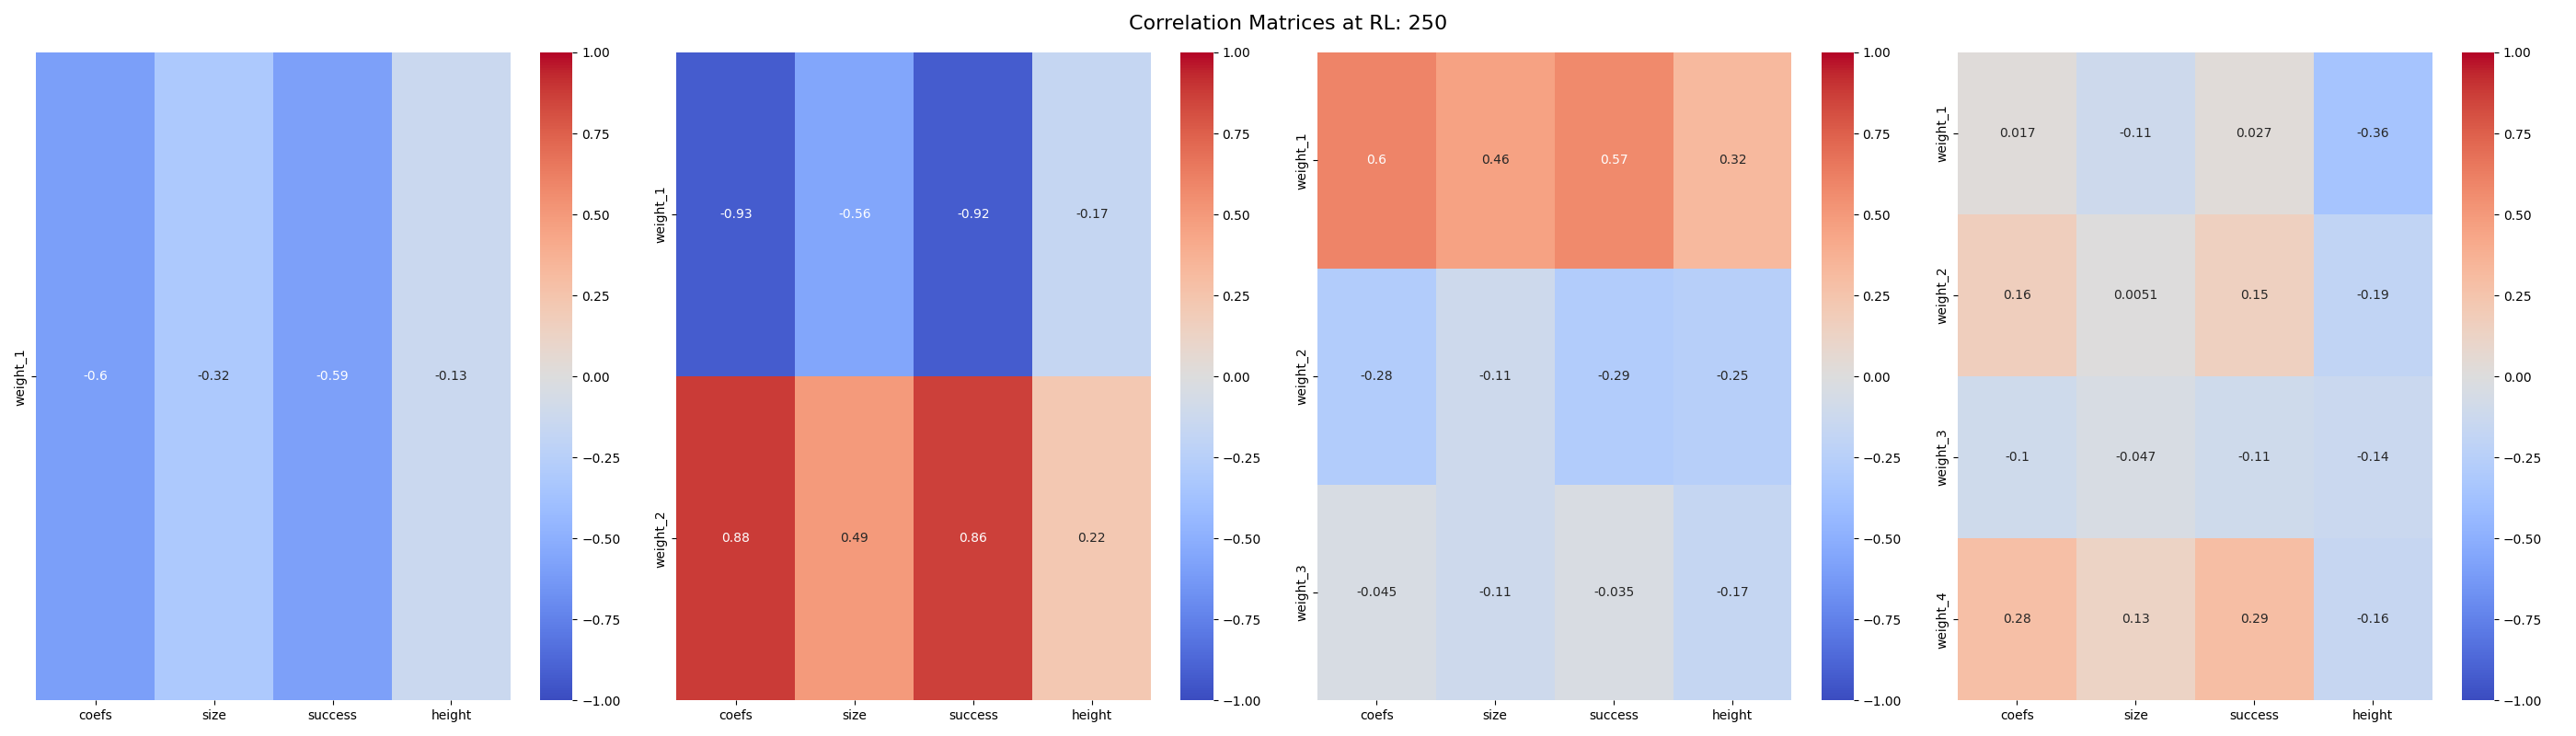 Correlation Matrices at RL: 250
weight_1
-0.6 -0.32 -0.59 -0.13
coefs size success height
1.00
0.75
0.50
0.25
0.00
−0.25
−0.50
−0.75
−1.00
weight_1
-0.93 -0.56 -0.92 -0.17
weight_2
0.88 0.49 0.86 0.22
coefs size success height
1.00
0.75
0.50
0.25
0.00
−0.25
−0.50
−0.75
−1.00
weight_1
0.6 0.46 0.57 0.32
weight_2
-0.28 -0.11 -0.29 -0.25
weight_3
-0.045 -0.11 -0.035 -0.17
coefs size success height
1.00
0.75
0.50
0.25
0.00
−0.25
−0.50
−0.75
−1.00
weight_1
0.017 -0.11 0.027 -0.36
weight_2
0.16 0.0051 0.15 -0.19
weight_3
-0.1 -0.047 -0.11 -0.14
weight_4
0.28 0.13 0.29 -0.16
coefs size success height
1.00
0.75
0.50
0.25
0.00
−0.25
−0.50
−0.75
−1.00